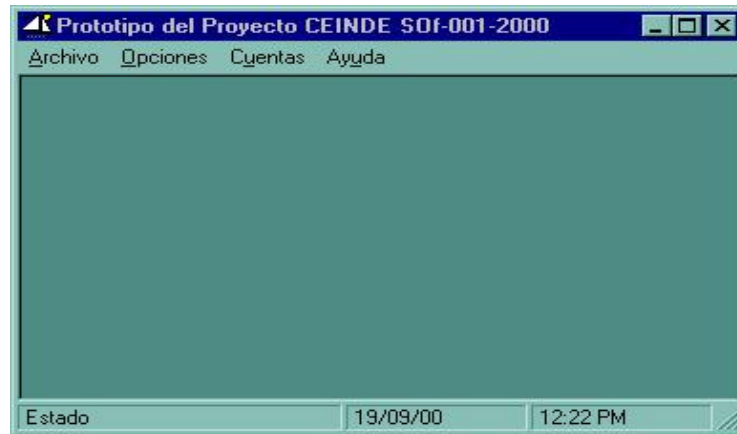 Prototipo del Proyecto CEINDE SOf-001-2000
Archivo Opciones Cuentas Ayuda
Estado 19/09/00 12:22 PM